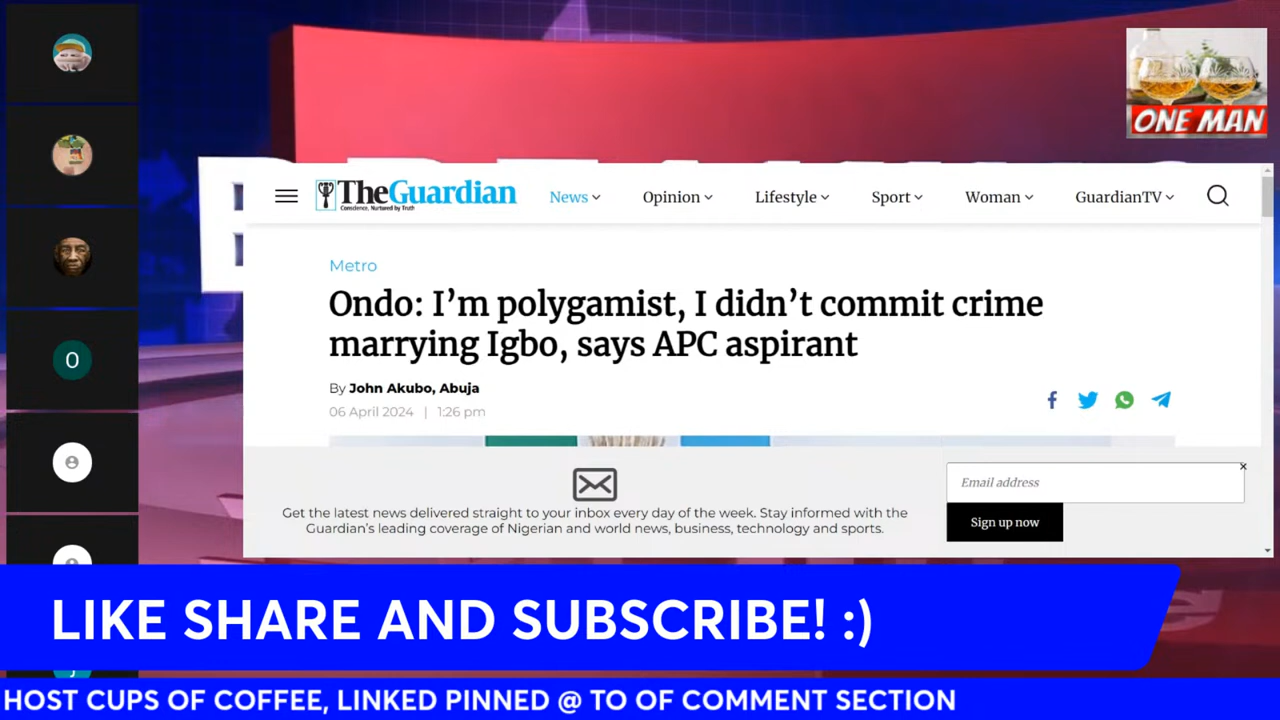 ONE MAN
TheGuardian
Conscience, Nurtured by Truth
News
Opinion
Lifestyle
Sport
Woman
GuardianTV
Metro
Ondo: I’m polygamist, I didn’t commit crime
marrying Igbo, says APC aspirant
By John Akubo, Abuja
06 April 2024 | 1:26 pm
O
Get the latest news delivered straight to your inbox every day of the week. Stay informed with the
Guardian’s leading coverage of Nigerian and world news, business, technology and sports.
Email address
Sign up now
LIKE SHARE AND SUBSCRIBE! :)
HOST CUPS OF COFFEE, LINKED PINNED @ TO OF COMMENT SECTION